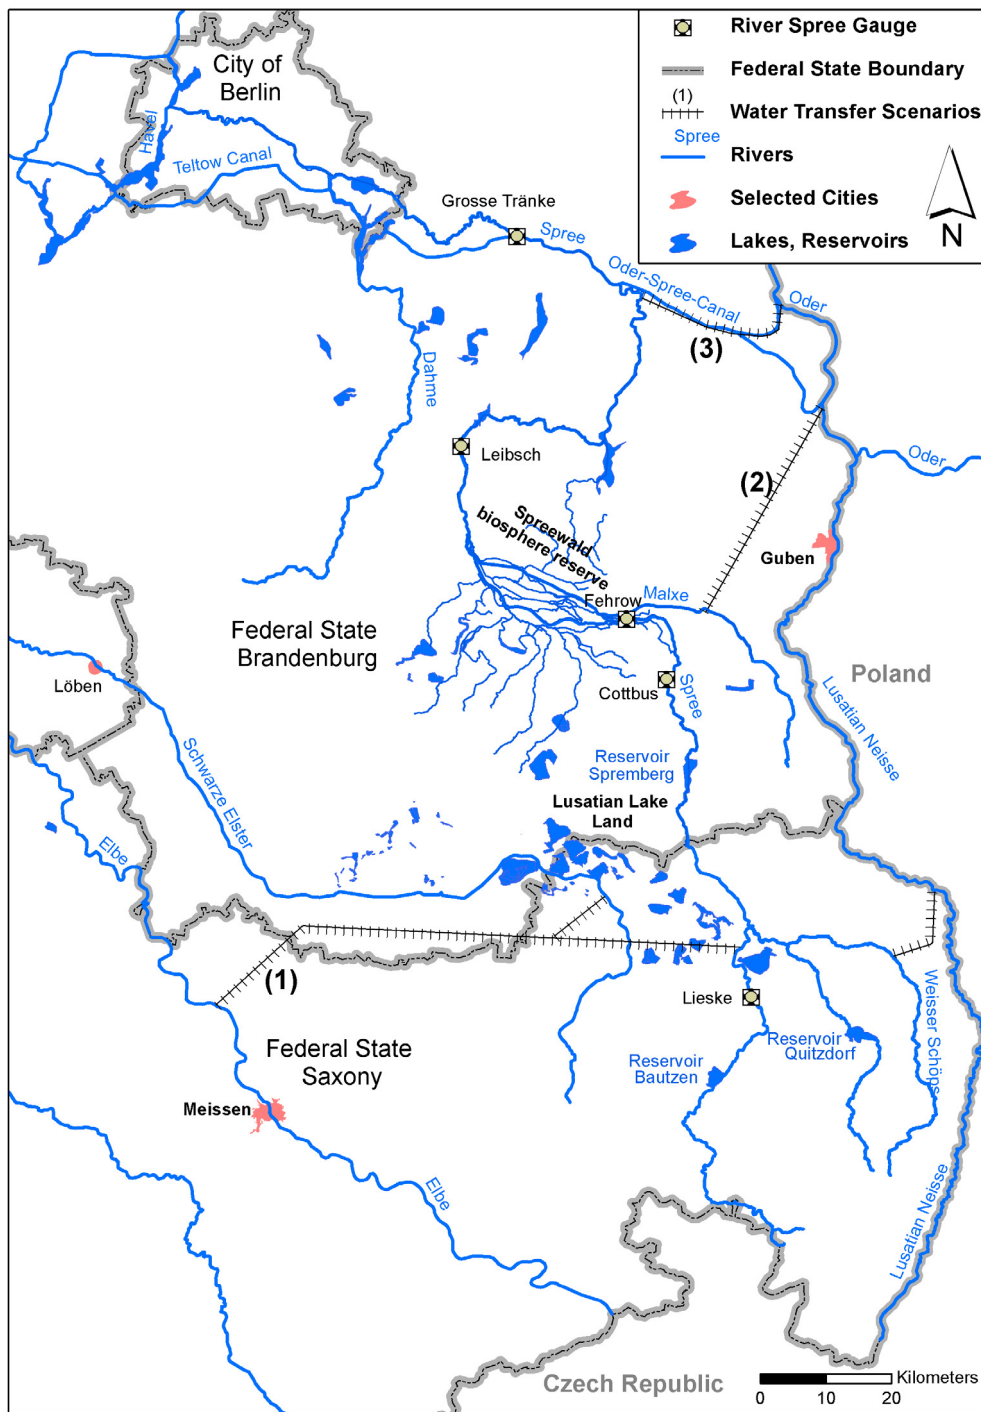 River Spree Gauge
Federal State Boundary
(1)
Water Transfer Scenarios
Spree
Rivers
Selected Cities
Lakes, Reservoirs
N
City of
Berlin
Havel
Teltow Canal
Grosse Tränke
Spree
Oder-Spree-Canal
Oder
(3)
Dahme
Leibsch
Oder
(2)
Spreewald
biosphere reserve
Guben
Fehrow
Malxe
Federal State
Brandenburg
Löben
Cottbus
Spree
Poland
Lusatian Neisse
Reservoir
Spremberg
Schwarze Elster
Lusatian Lake
Land
Elbe
(1)
Lieske
Weisser Schöps
Reservoir
Quitzdorf
Federal State
Saxony
Reservoir
Bautzen
Meissen
Elbe
Lusatian Neisse
Czech Republic
Kilometers
0 10 20